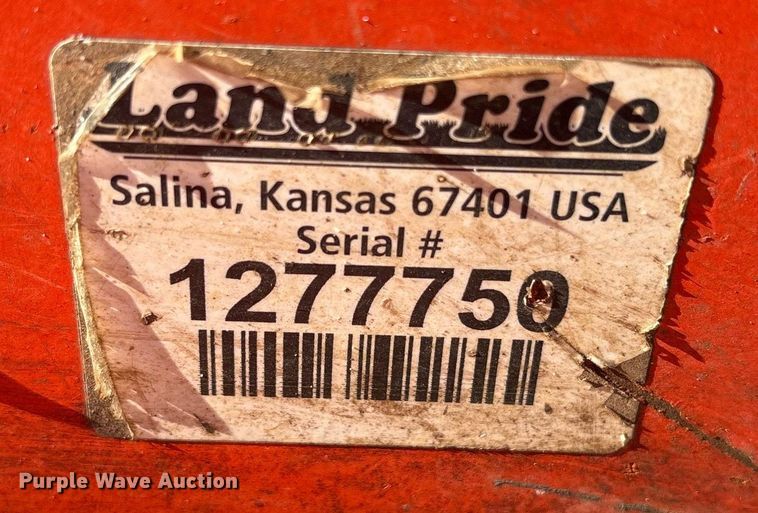 Land Pride
Salina, Kansas 67401 USA
Serial #
1277750
Purple Wave Auction